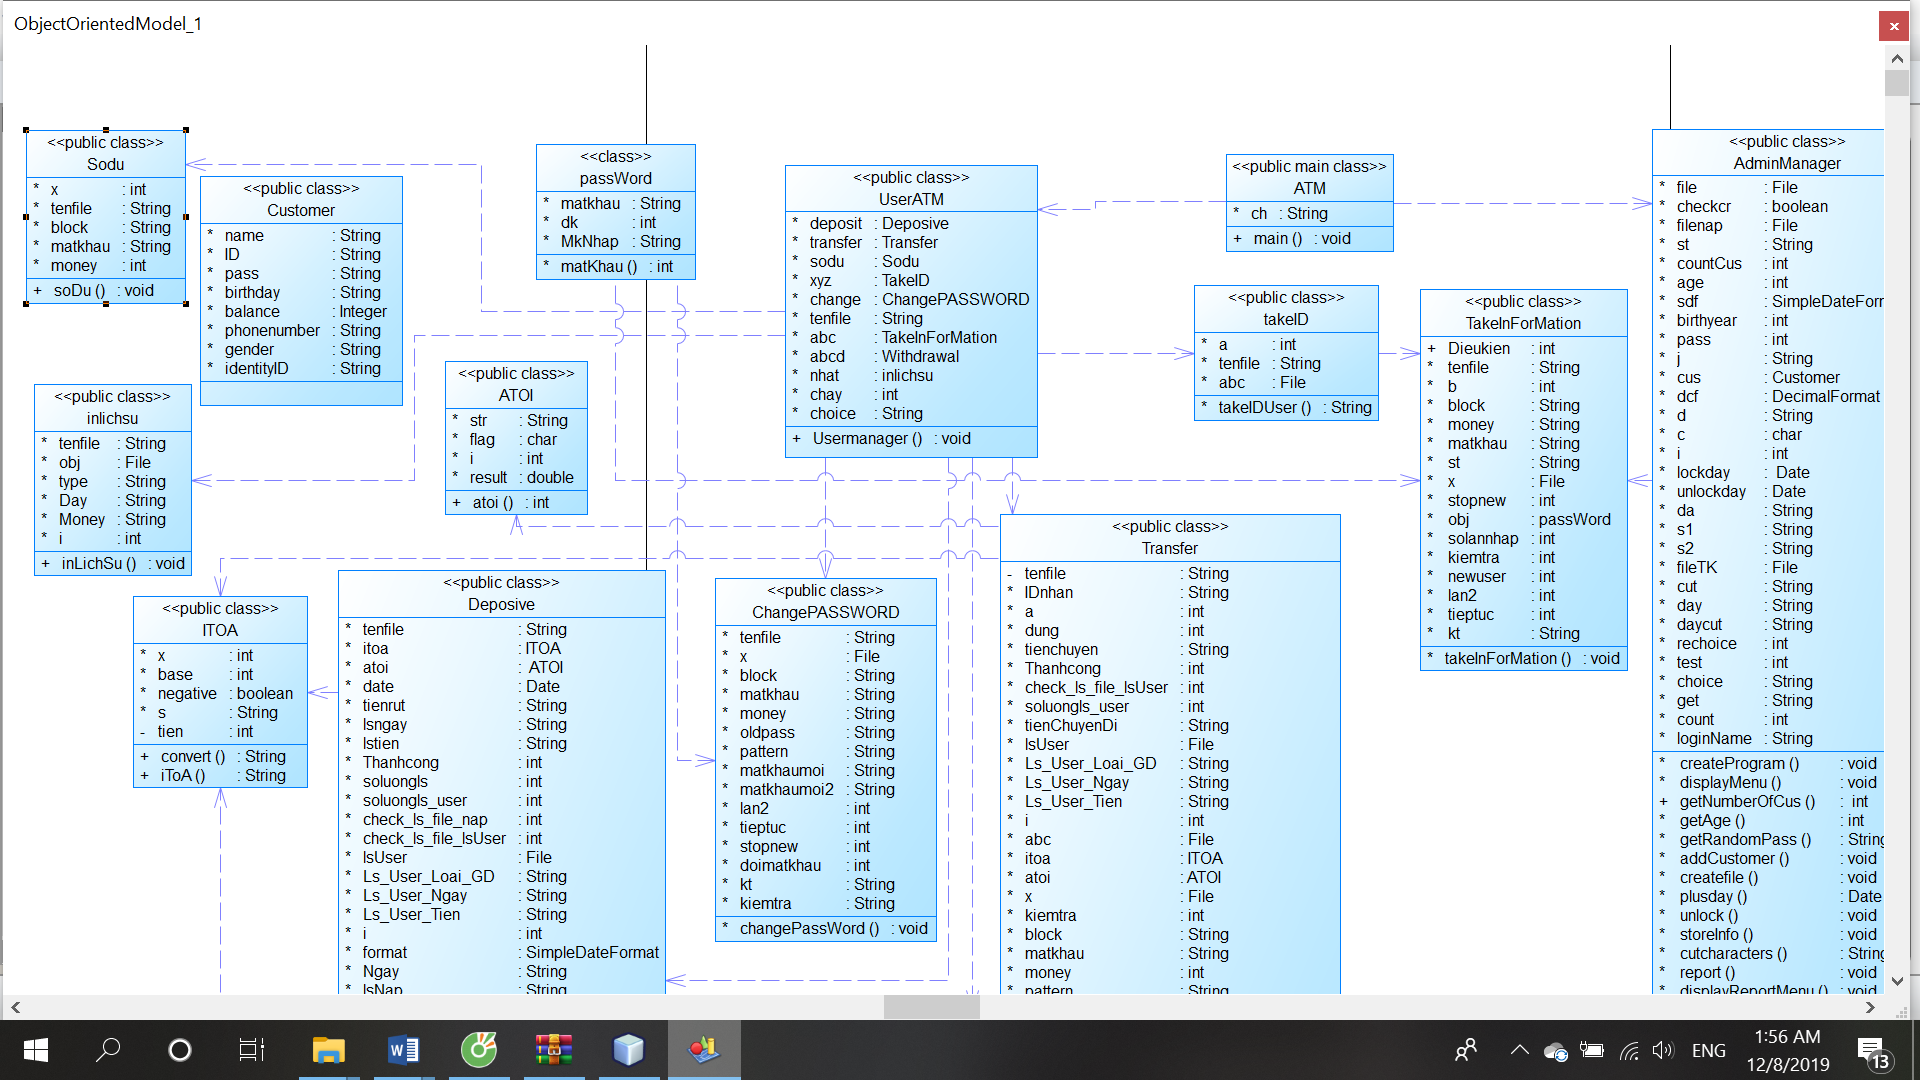 ObjectOrientedModel_1
<<public class>>
Sodu
* x : int
* tenfile : String
* block : String
* matkhau : String
* money : int
+ soDu () : void
<<public class>>
Customer
* name : String
* ID : String
* pass : String
* birthday : String
* balance : Integer
* phonenumber : String
* gender : String
* identityID : String
<<class>>
passWord
* matkhau : String
* dk : int
* MkNhap : String
* matKhau () : int
<<public class>>
UserATM
* deposit : Deposive
* transfer : Transfer
* sodu : Sodu
* xyz : TakeID
* change : ChangePASSWORD
* tenfile : String
* abc : TakeInForMation
* abcd : Withdrawal
* nhat : inlichsu
* chay : int
* choice : String
+ Usermanager () : void
<<public main class>>
ATM
* ch : String
+ main () : void
<<public class>>
takeID
* a : int
* tenfile : String
* abc : File
* takeIDUser () : String
<<public class>>
TakeInForMation
+ Dieukien : int
* tenfile : String
* b : int
* block : String
* money : String
* matkhau : String
* st : String
* x : File
* stopnew : int
* obj : passWord
* solannhap : int
* kiemtra : int
* newuser : int
* lan2 : int
* tieptuc : int
* kt : String
* takeInForMation () : void
<<public class>>
AdminManager
* file : File
* checkcr : boolean
* filenap : File
* st : String
* countCus : int
* age : int
* sdf : SimpleDateForr
* birthyear : int
* pass : int
* j : String
* cus : Customer
* dcf : DecimalFormat
* d : String
* c : char
* i : int
* lockday : Date
* unlockday : Date
* da : String
* s1 : String
* s2 : String
* fileTK : File
* cut : String
* day : String
* daycut : String
* rechoice : int
* test : int
* choice : String
* get : String
* count : int
* loginName : String
* createProgram () : void
* displayMenu () : void
+ getNumberOfCus () : int
* getAge () : int
* getRandomPass () : String
* addCustomer () : void
* createfile () : void
* plusday () : Date
* unlock () : void
* storeInfo () : void
* cutcharacters () : String
* report () : void
* displayReportMenu () : void
<<public class>>
inlichsu
* tenfile : String
* obj : File
* type : String
* Day : String
* Money : String
* i : int
+ inLichSu () : void
<<public class>>
ATOI
* str : String
* flag : char
* i : int
* result : double
+ atoi () : int
<<public class>>
ITOA
* x : int
* base : int
* negative : boolean
* s : String
- tien : int
+ convert () : String
+ iToA () : String
<<public class>>
Deposive
* tenfile : String
* itoa : ITOA
* atoi : ATOI
* date : Date
* tienrut : String
* lsngay : String
* lstien : String
* Thanhcong : int
* soluongls : int
* soluongls_user : int
* check_ls_file_nap : int
* check_ls_file_lsUser : int
* lsUser : File
* Ls_User_Loai_GD : String
* Ls_User_Ngay : String
* Ls_User_Tien : String
* i : int
* format : SimpleDateFormat
* Ngay : String
* lsNap : String
<<public class>>
ChangePASSWORD
* tenfile : String
* x : File
* block : String
* matkhau : String
* money : String
* oldpass : String
* pattern : String
* matkhaumoi : String
* matkhaumoi2 : String
* lan2 : int
* tieptuc : int
* stopnew : int
* doimatkhau : int
* kt : String
* kiemtra : String
* changePassWord () : void
<<public class>>
Transfer
- tenfile : String
* IDnhan : String
* a : int
* dung : int
* tienchuyen : String
* Thanhcong : int
* check_ls_file_lsUser : int
* soluongls_user : int
* tienChuyenDi : String
* lsUser : File
* Ls_User_Loai_GD : String
* Ls_User_Ngay : String
* Ls_User_Tien : String
* i : int
* abc : File
* itoa : ITOA
* atoi : ATOI
* x : File
* kiemtra : int
* block : String
* matkhau : String
* money : int
* pattern : String
ENG
1:56 AM
12/8/2019
13